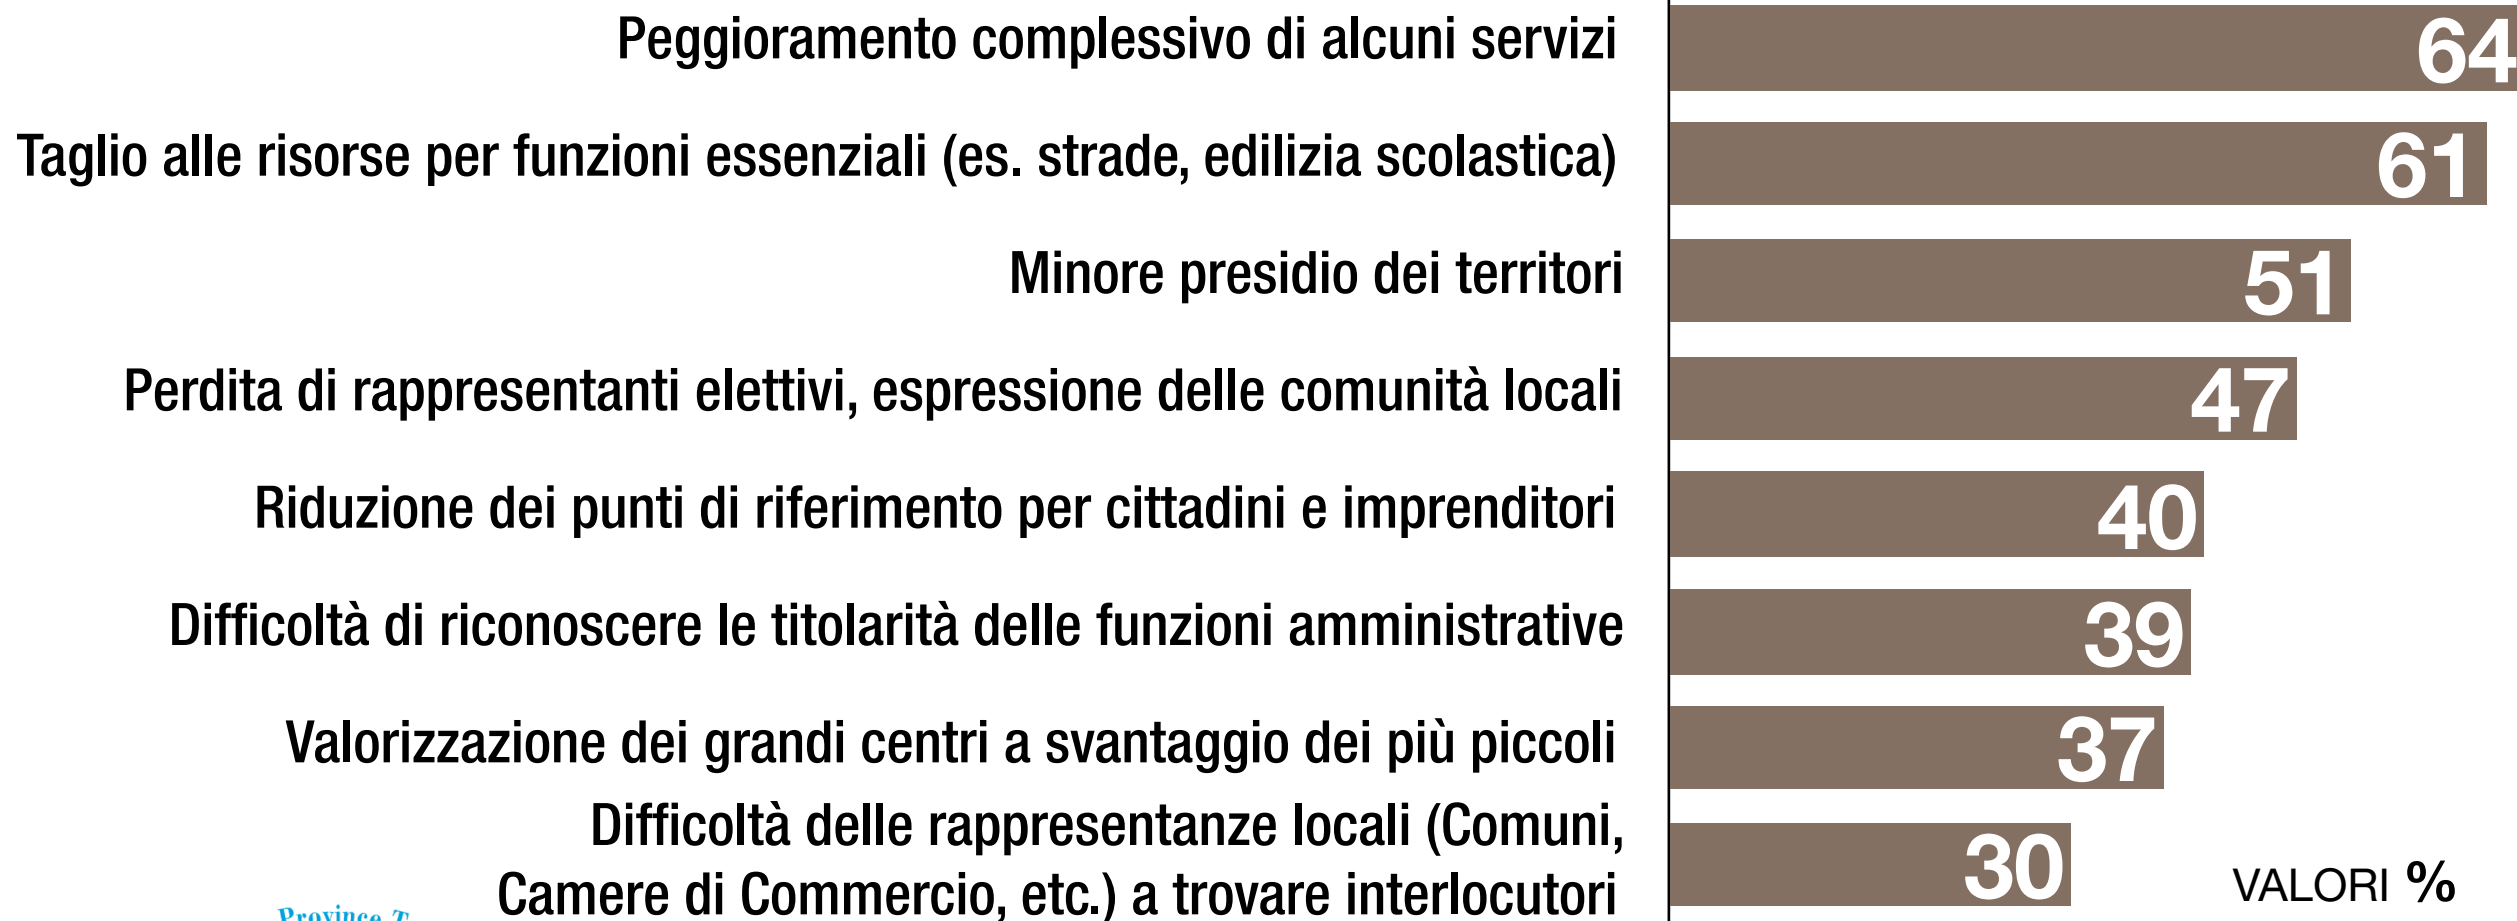 Peggioramento complessivo di alcuni servizi 64
Taglio alle risorse per funzioni essenziali (es. strade, edilizia scolastica) 61
Minore presidio dei territori 51
Perdita di rappresentanti elettivi, espressione delle comunità locali 47
Riduzione dei punti di riferimento per cittadini e imprenditori 40
Difficoltà di riconoscere le titolarità delle funzioni amministrative 39
Valorizzazione dei grandi centri a svantaggio dei più piccoli 37
Difficoltà delle rappresentanze locali (Comuni,
Camere di Commercio, etc.) a trovare interlocutori 30
VALORI %
Province